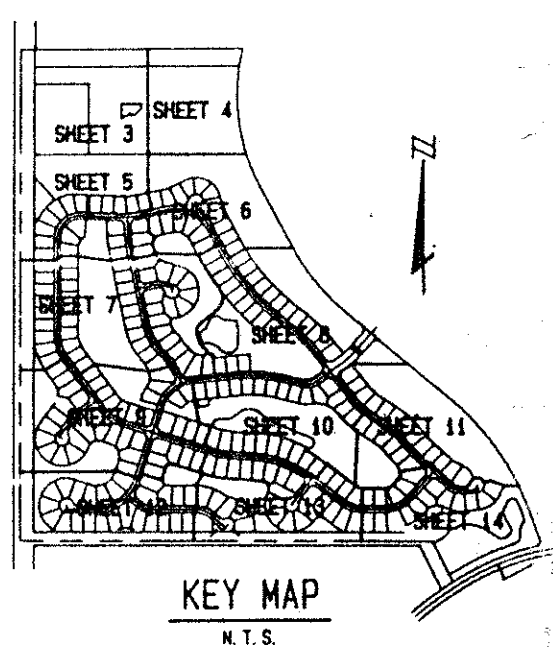 SHEET 4
SHEET 3
SHEET 5
SHEET 6
SHEET 7
SHEET 8
SHEET 9
SHEET 10
SHEET 11
SHEET 12
SHEET 13
SHEET 14
N
KEY MAP
N. T. S.